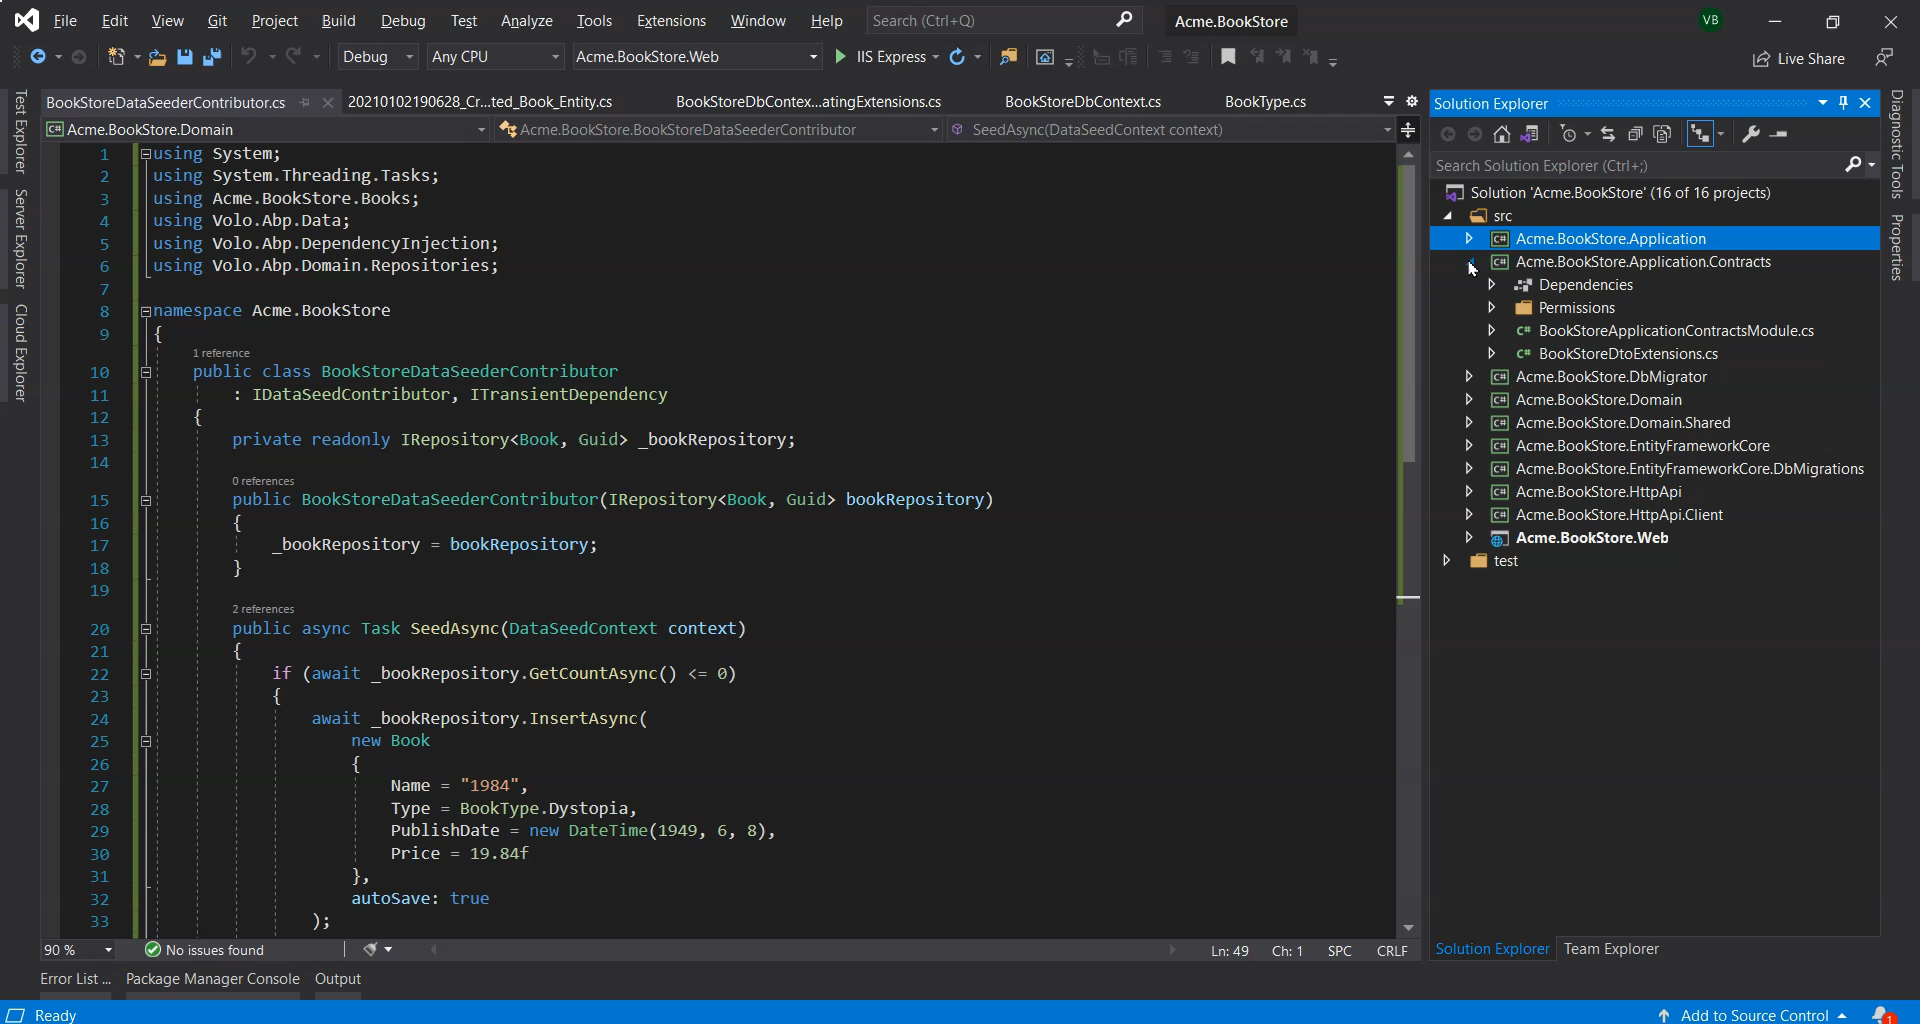 File Edit View Git Project Build Debug Test Analyze Tools Extensions Window Help Search (Ctrl+Q) Acme.BookStore VB
Debug Any CPU Acme.BookStore.Web IIS Express Live Share
BookStoreDataSeederContributor.cs 20210102190628_Cr...ted_Book_Entity.cs BookStoreDbContex...atingExtensions.cs BookStoreDbContext.cs BookType.cs
Acme.BookStore.Domain Acme.BookStore.BookStoreDataSeederContributor SeedAsync(DataSeedContext context)
Test Explorer
Server Explorer
Cloud Explorer
1 using System;
2 using System.Threading.Tasks;
3 using Acme.BookStore.Books;
4 using Volo.Abp.Data;
5 using Volo.Abp.DependencyInjection;
6 using Volo.Abp.Domain.Repositories;
7
8 namespace Acme.BookStore
9 {
1 reference
10 public class BookStoreDataSeederContributor
11 : IDataSeedContributor, ITransientDependency
12 {
13 private readonly IRepository<Book, Guid> _bookRepository;
14
0 references
15 public BookStoreDataSeederContributor(IRepository<Book, Guid> bookRepository)
16 {
17 _bookRepository = bookRepository;
18 }
19
2 references
20 public async Task SeedAsync(DataSeedContext context)
21 {
22 if (await _bookRepository.GetCountAsync() <= 0)
23 {
24 await _bookRepository.InsertAsync(
25 new Book
26 {
27 Name = "1984",
28 Type = BookType.Dystopia,
29 PublishDate = new DateTime(1949, 6, 8),
30 Price = 19.84f
31 },
32 autoSave: true
33 );
90 % No issues found Ln: 49 Ch: 1 SPC CRLF
Solution Explorer
Search Solution Explorer (Ctrl+;)
Solution 'Acme.BookStore' (16 of 16 projects)
src
C# Acme.BookStore.Application
C# Acme.BookStore.Application.Contracts
Dependencies
Permissions
C# BookStoreApplicationContractsModule.cs
C# BookStoreDtoExtensions.cs
C# Acme.BookStore.DbMigrator
C# Acme.BookStore.Domain
C# Acme.BookStore.Domain.Shared
C# Acme.BookStore.EntityFrameworkCore
C# Acme.BookStore.EntityFrameworkCore.DbMigrations
C# Acme.BookStore.HttpApi
C# Acme.BookStore.HttpApi.Client
Acme.BookStore.Web
test
Solution Explorer Team Explorer
Diagnostic Tools
Properties
Error List ... Package Manager Console Output
Ready Add to Source Control 1